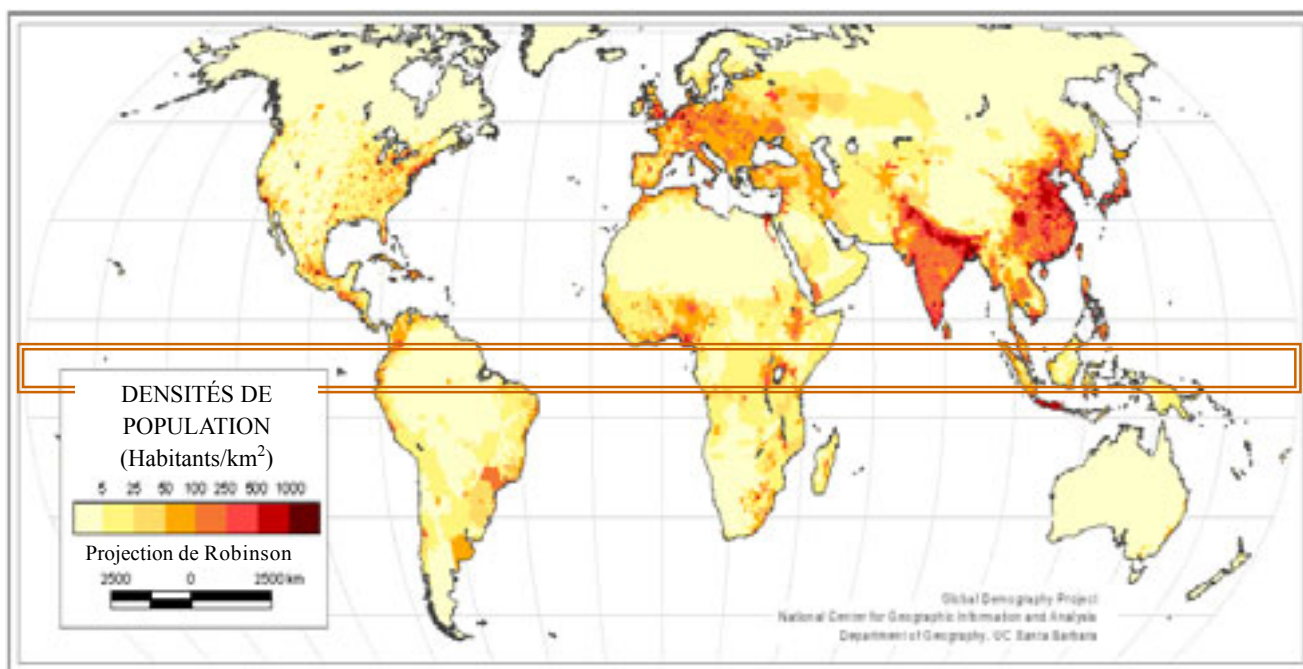 DENSITÉS DE
POPULATION
(Habitants/km²)
5 25 50 100 250 500 1000
Projection de Robinson
2500 0 2500 km
Global Demography Project
National Center for Geographic Information and Analysis
Department of Geography, UC Santa Barbara